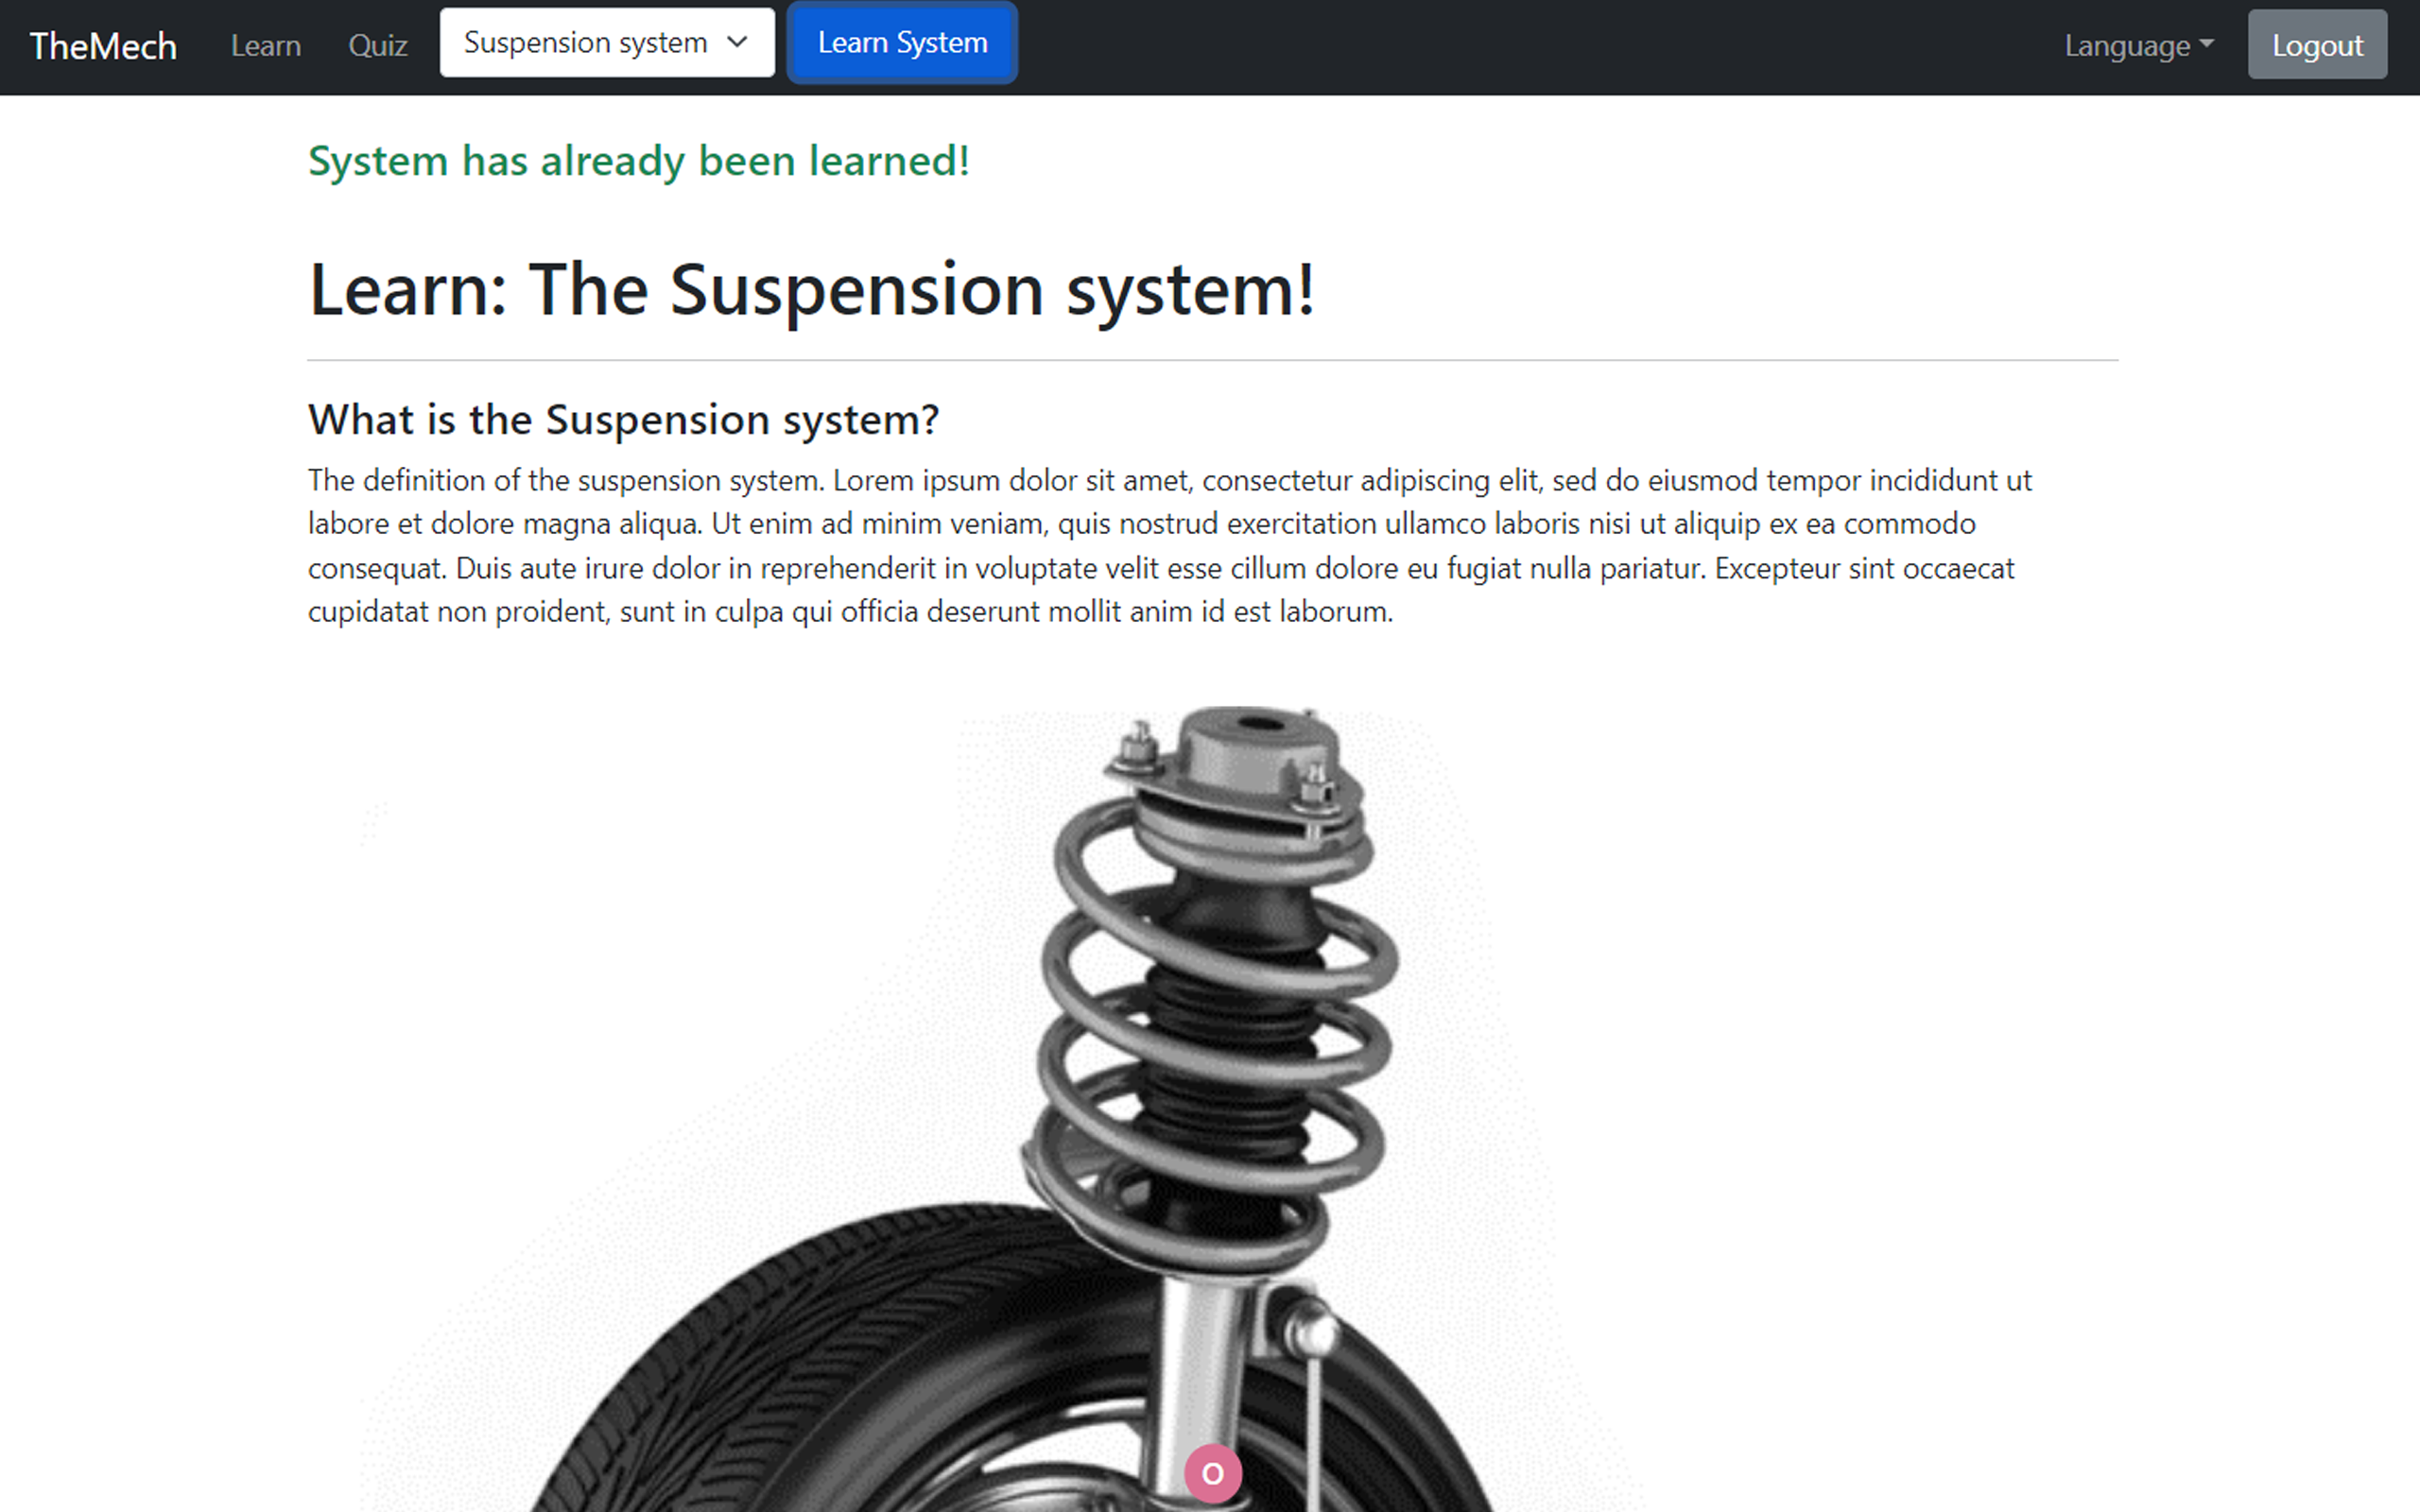 TheMech Learn Quiz Suspension system Learn System Language Logout
System has already been learned!
Learn: The Suspension system!
What is the Suspension system?
The definition of the suspension system. Lorem ipsum dolor sit amet, consectetur adipiscing elit, sed do eiusmod tempor incididunt ut
labore et dolore magna aliqua. Ut enim ad minim veniam, quis nostrud exercitation ullamco laboris nisi ut aliquip ex ea commodo
consequat. Duis aute irure dolor in reprehenderit in voluptate velit esse cillum dolore eu fugiat nulla pariatur. Excepteur sint occaecat
cupidatat non proident, sunt in culpa qui officia deserunt mollit anim id est laborum.
O